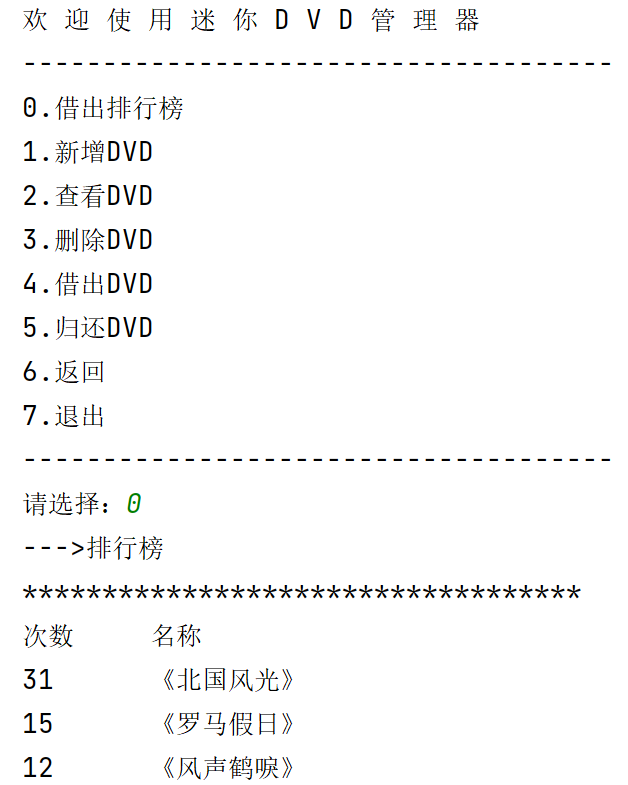 欢 迎 使 用 迷 你 D V D 管 理 器
-------------------------------------
0.借出排行榜
1.新增DVD
2.查看DVD
3.删除DVD
4.借出DVD
5.归还DVD
6.返回
7.退出
-------------------------------------
请选择：0
--->排行榜
***********************************
次数 名称
31 《北国风光》
15 《罗马假日》
12 《风声鹤唳》